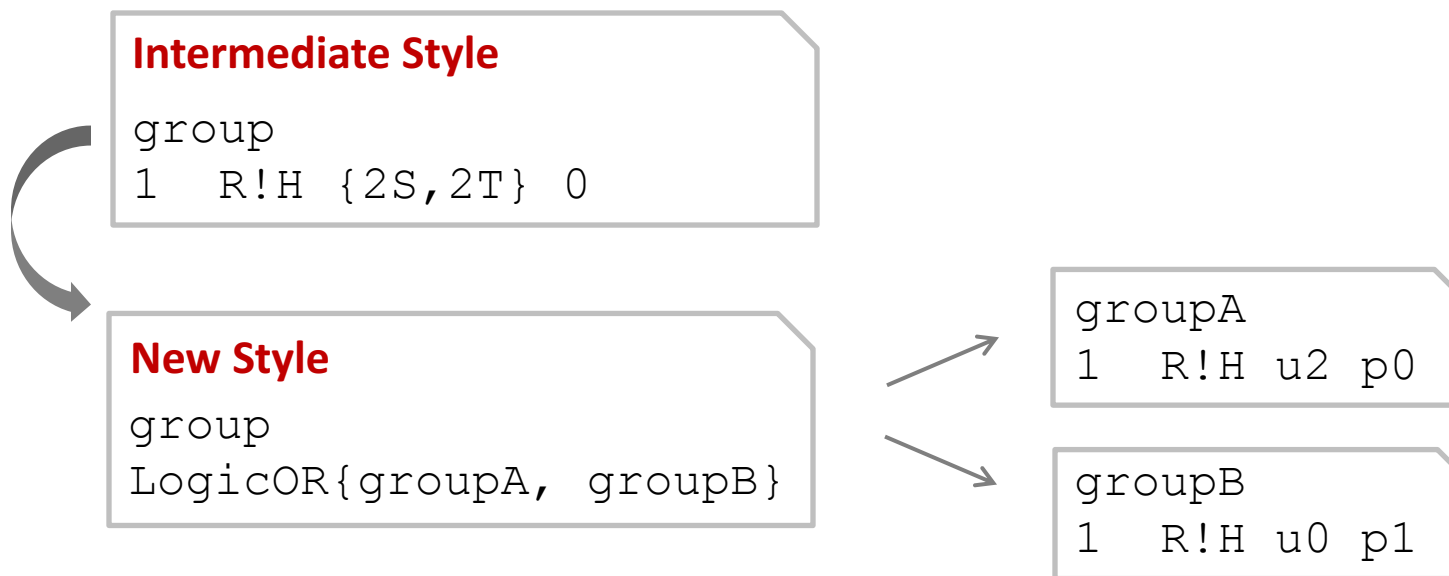 Intermediate Style
group
1  R!H {2S,2T} 0
New Style
group
LogicOR{groupA, groupB}
groupA
1  R!H u2 p0
groupB
1  R!H u0 p1